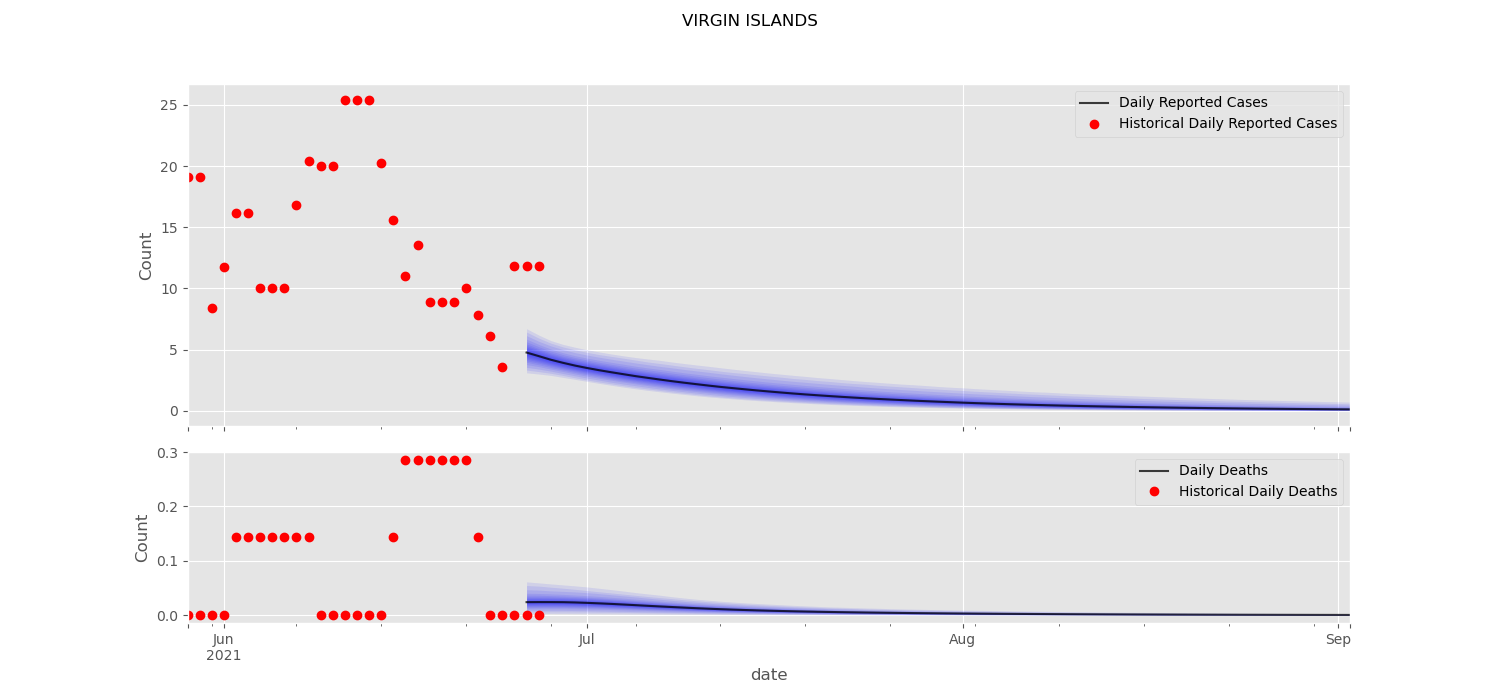 VIRGIN ISLANDS
Count
25
20
15
10
5
0
Daily Reported Cases
Historical Daily Reported Cases
Count
0.3
0.2
0.1
0.0
Daily Deaths
Historical Daily Deaths
Jun
2021
Jul
Aug
Sep
date